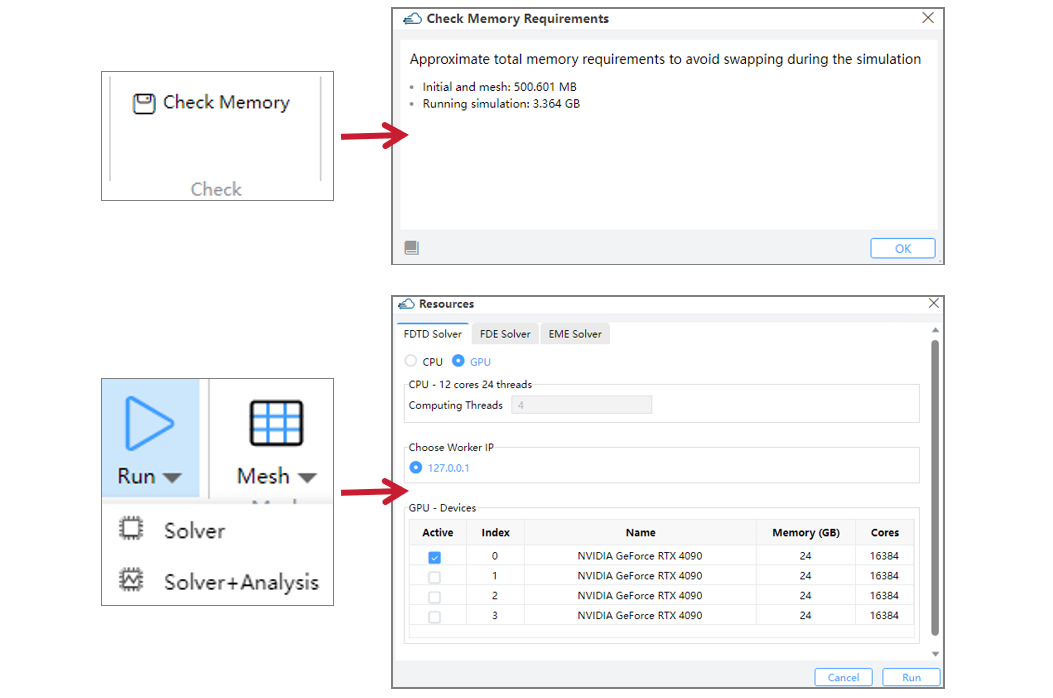 Check Memory
Check
Check Memory Requirements
Approximate total memory requirements to avoid swapping during the simulation
Initial and mesh: 500.601 MB
Running simulation: 3.364 GB
OK
Run
Mesh
Solver
Solver+Analysis
Resources
FDTD Solver FDE Solver EME Solver
CPU GPU
CPU - 12 cores 24 threads
Computing Threads 4
Choose Worker IP
127.0.0.1
GPU - Devices
Active Index Name Memory (GB) Cores
0 NVIDIA GeForce RTX 4090 24 16384
1 NVIDIA GeForce RTX 4090 24 16384
2 NVIDIA GeForce RTX 4090 24 16384
3 NVIDIA GeForce RTX 4090 24 16384
Cancel Run